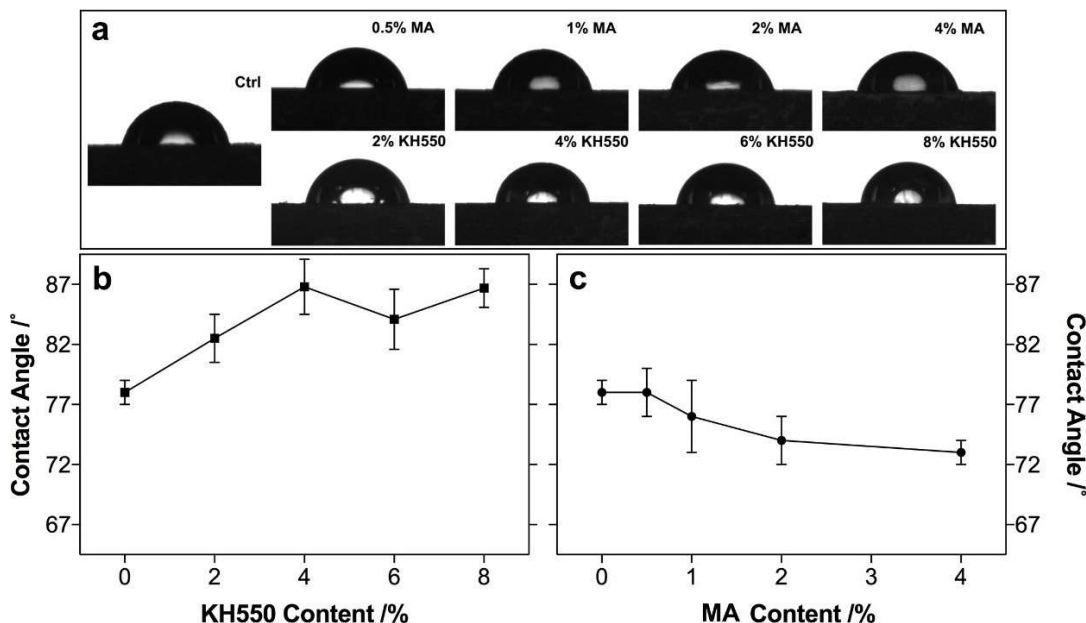 a
0.5% MA
1% MA
2% MA
4% MA
Ctrl
2% KH550
4% KH550
6% KH550
8% KH550
b
c
87
82
77
72
67
Contact Angle /°
0 2 4 6 8
KH550 Content /%
87
82
77
72
67
Contact Angle /°
0 1 2 3 4
MA Content /%